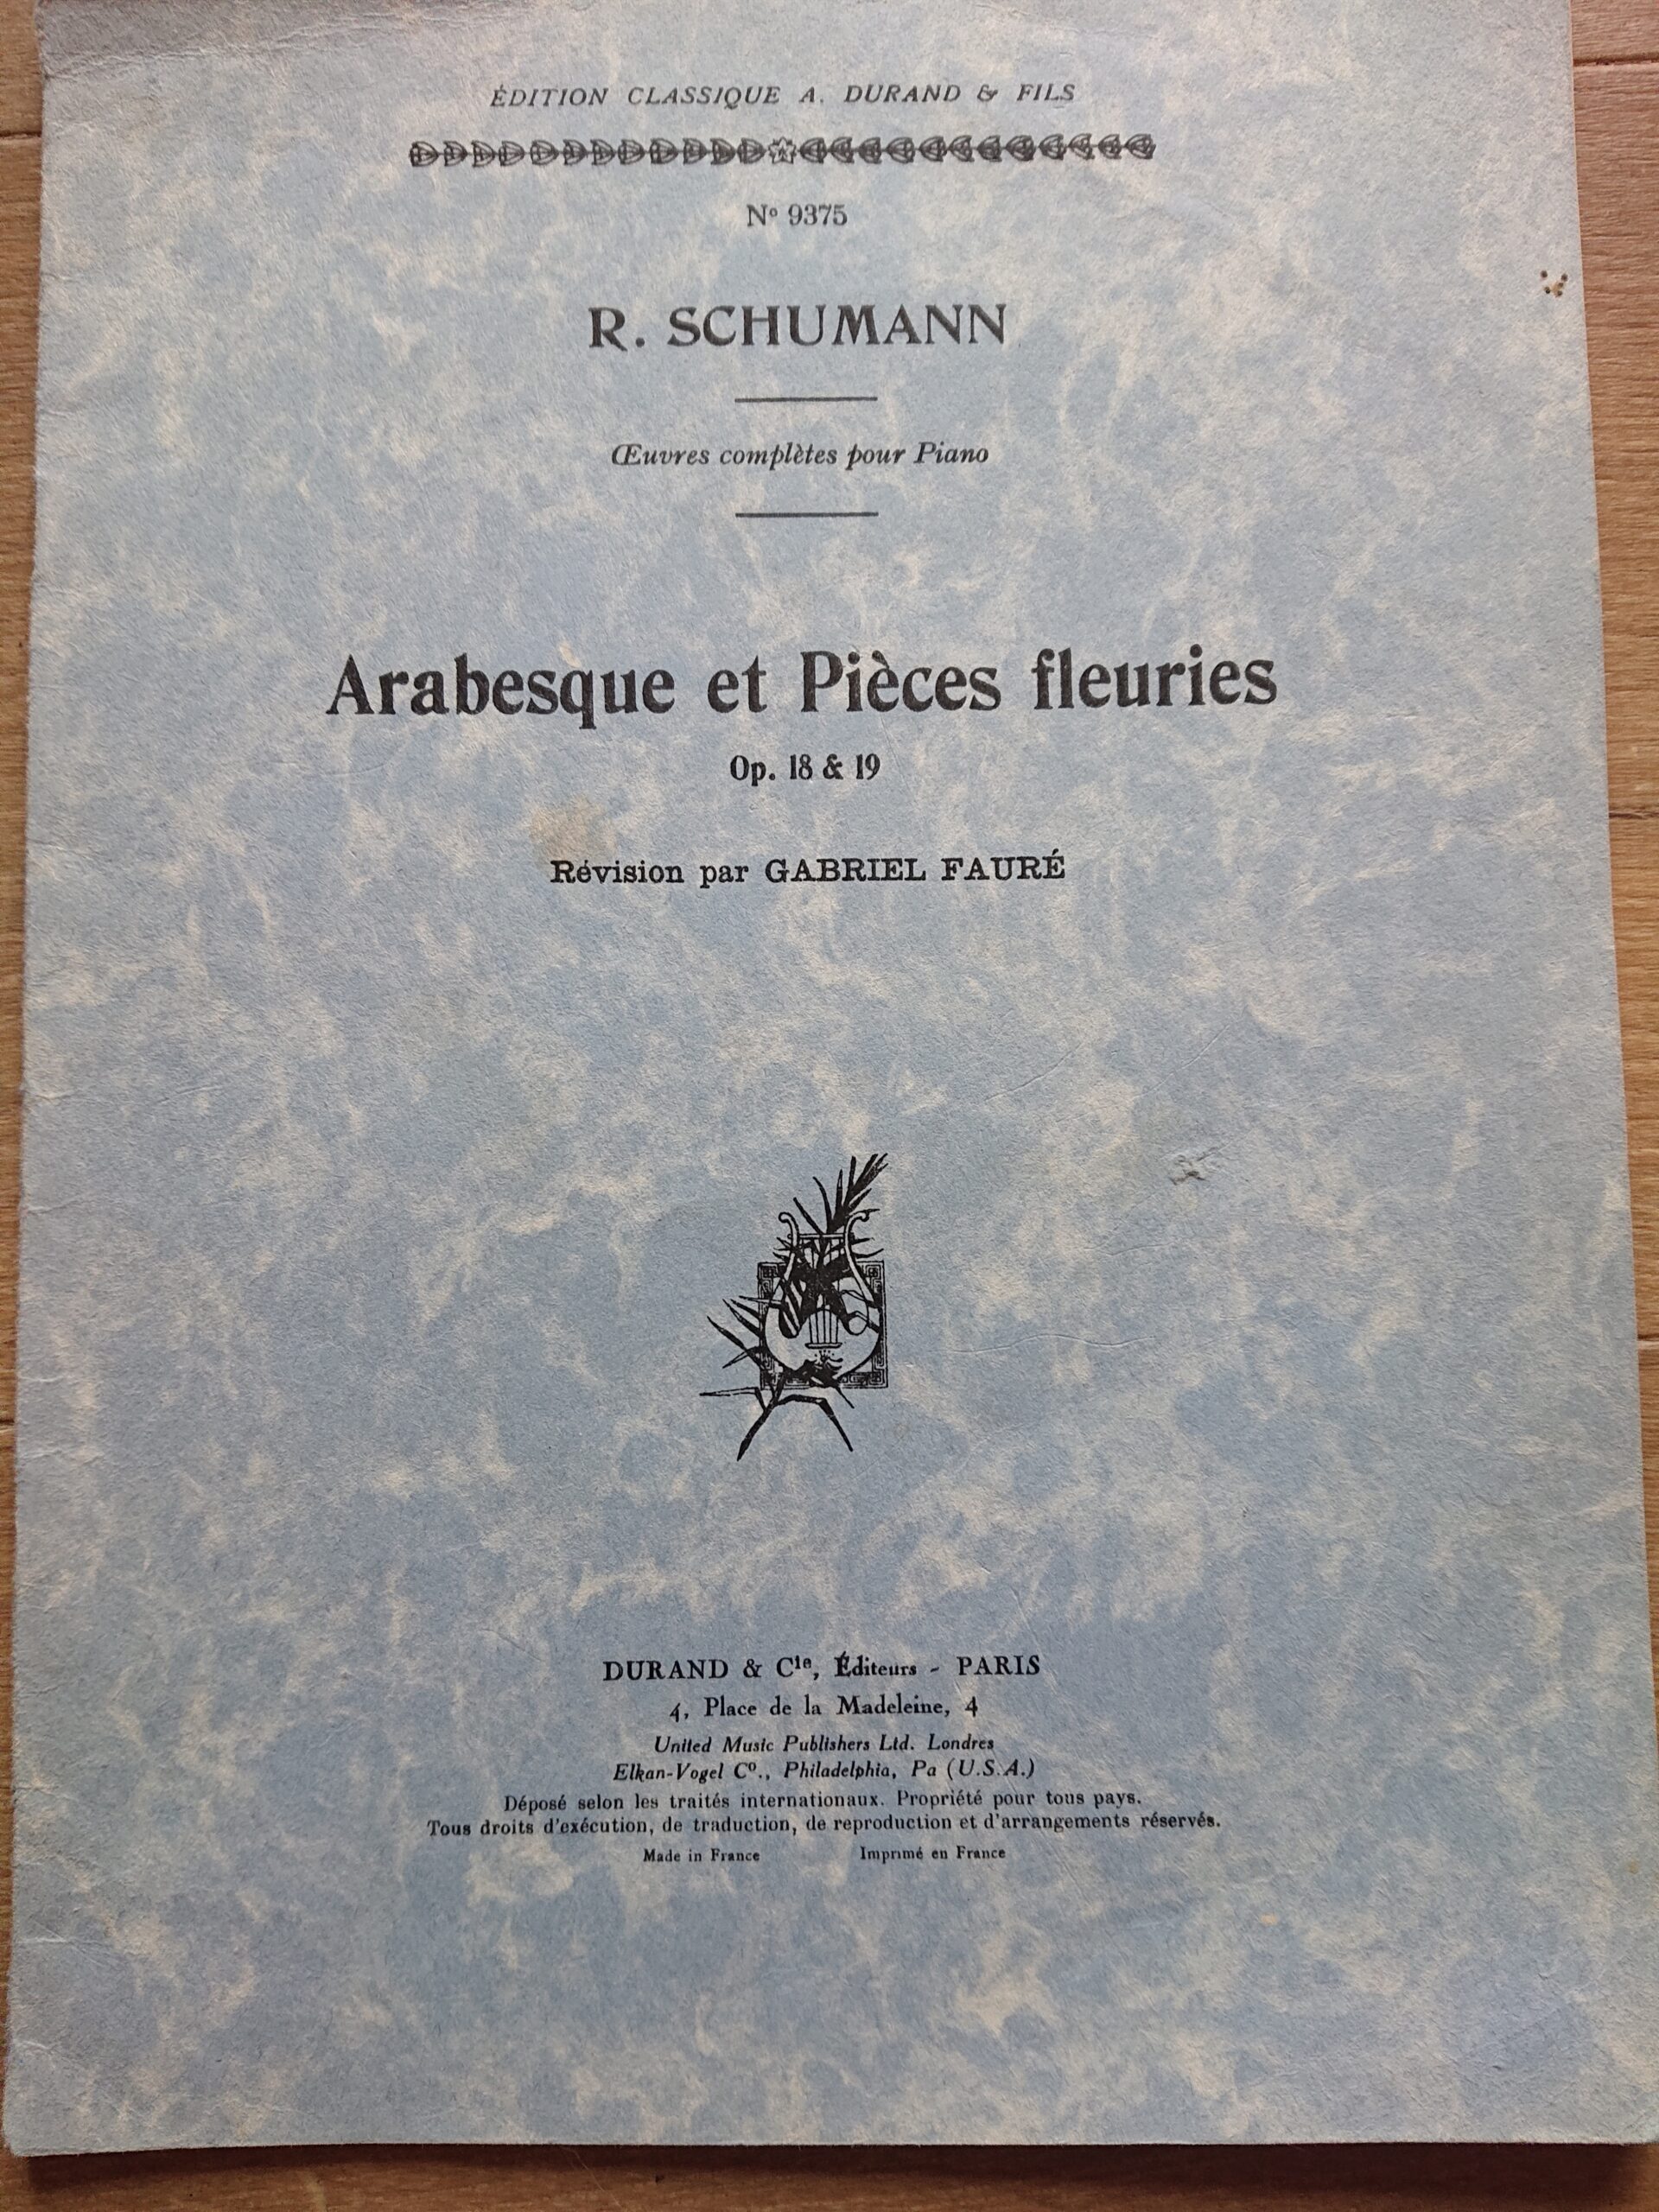 ÉDITION CLASSIQUE A. DURAND & FILS
Nº 9375
R. SCHUMANN
Œuvres complètes pour Piano
Arabesque et Pièces fleuries
Op. 18 & 19
Révision par GABRIEL FAURÉ
DURAND & Cie, Éditeurs - PARIS
4, Place de la Madeleine, 4
United Music Publishers Ltd. Londres
Elkan-Vogel Cº., Philadelphia, Pa (U.S.A.)
Déposé selon les traités internationaux. Propriété pour tous pays.
Tous droits d'exécution, de traduction, de reproduction et d'arrangements réservés.
Made in France Imprimé en France